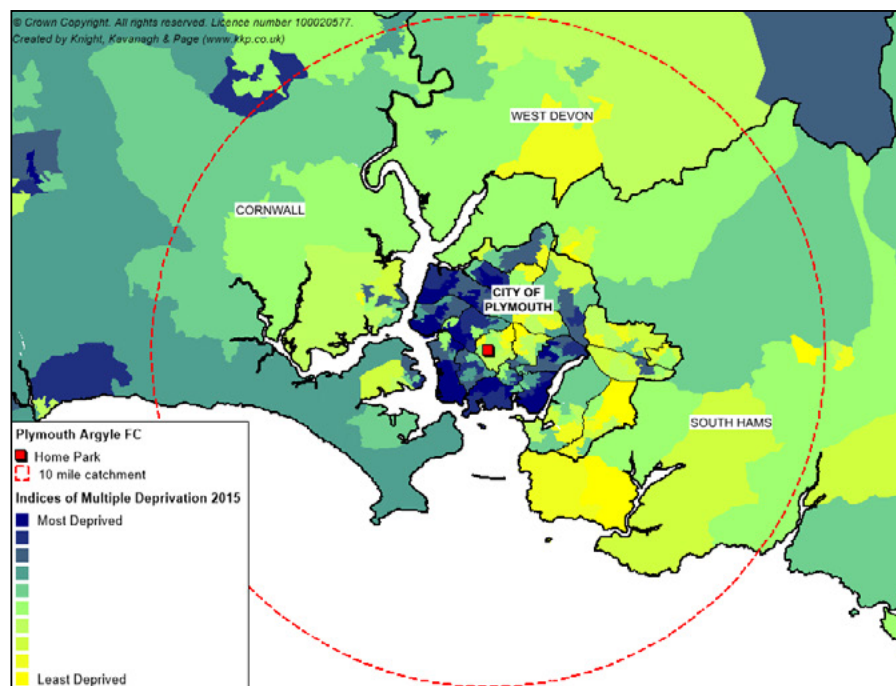 © Crown Copyright. All rights reserved. Licence number 100020577.
Created by Knight, Kavanagh & Page (www.kkp.co.uk)
WEST DEVON
CORNWALL
CITY OF
PLYMOUTH
SOUTH HAMS
Plymouth Argyle FC
Home Park
10 mile catchment
Indices of Multiple Deprivation 2015
Most Deprived
Least Deprived